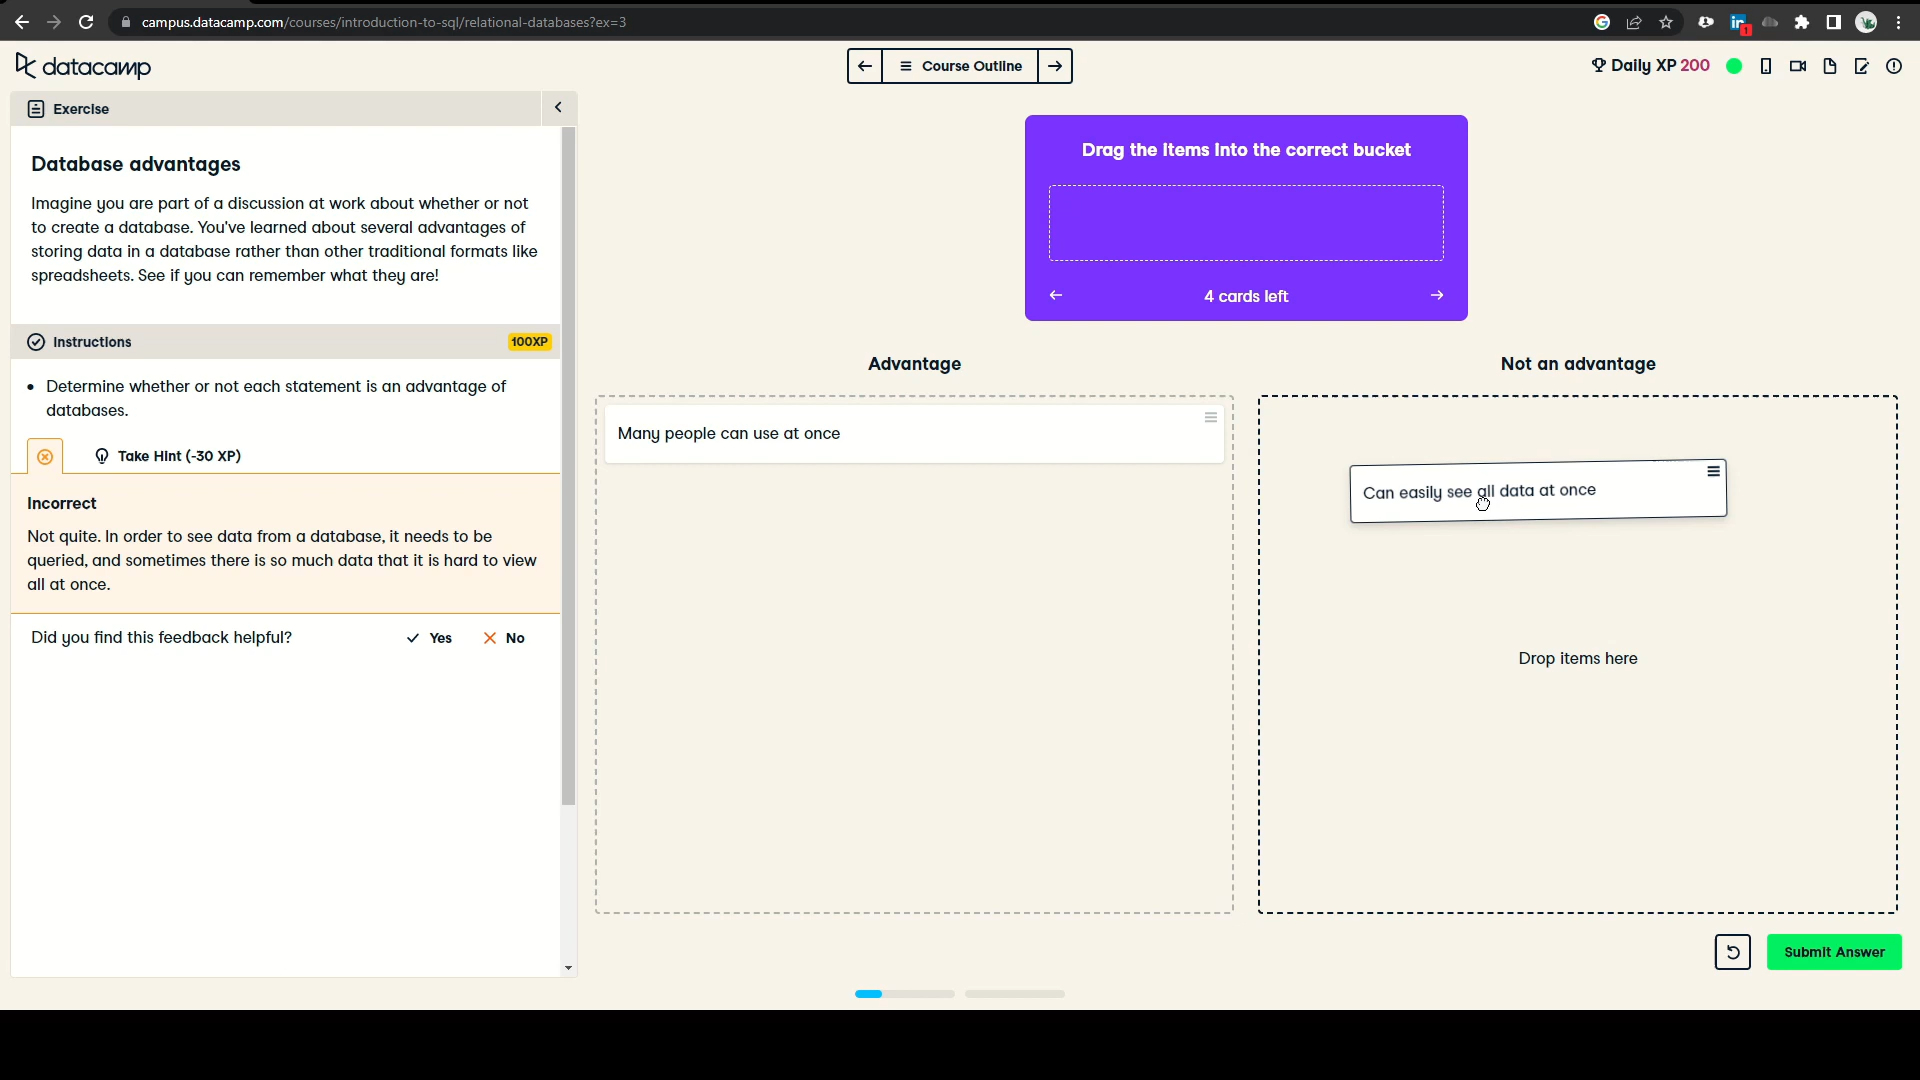 campus.datacamp.com/courses/introduction-to-sql/relational-databases?ex=3
1
datacamp
Course Outline
Daily XP 200
Exercise
Database advantages
Imagine you are part of a discussion at work about whether or not
to create a database. You've learned about several advantages of
storing data in a database rather than other traditional formats like
spreadsheets. See if you can remember what they are!
Instructions
100XP
Determine whether or not each statement is an advantage of
databases.
Take Hint (-30 XP)
Incorrect
Not quite. In order to see data from a database, it needs to be
queried, and sometimes there is so much data that it is hard to view
all at once.
Did you find this feedback helpful?
Yes
No
Drag the items into the correct bucket
4 cards left
Advantage
Many people can use at once
Not an advantage
Can easily see all data at once
Drop items here
Submit Answer